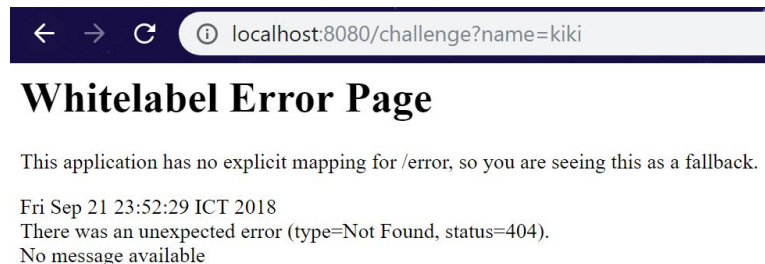 localhost:8080/challenge?name=kiki
Whitelabel Error Page
This application has no explicit mapping for /error, so you are seeing this as a fallback.
Fri Sep 21 23:52:29 ICT 2018
There was an unexpected error (type=Not Found, status=404).
No message available